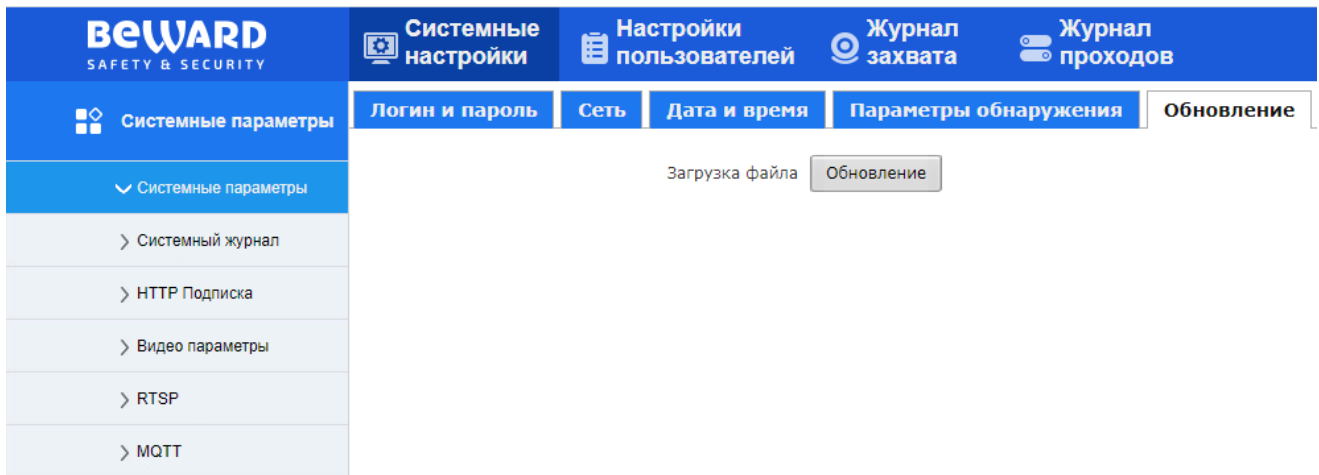 BEWARD
SAFETY & SECURITY
Системные
настройки
Настройки
пользователей
Журнал
захвата
Журнал
проходов
Системные параметры
Логин и пароль
Сеть
Дата и время
Параметры обнаружения
Обновление
Загрузка файла
Обновление
Системные параметры
Системный журнал
HTTP Подписка
Видео параметры
RTSP
MQTT